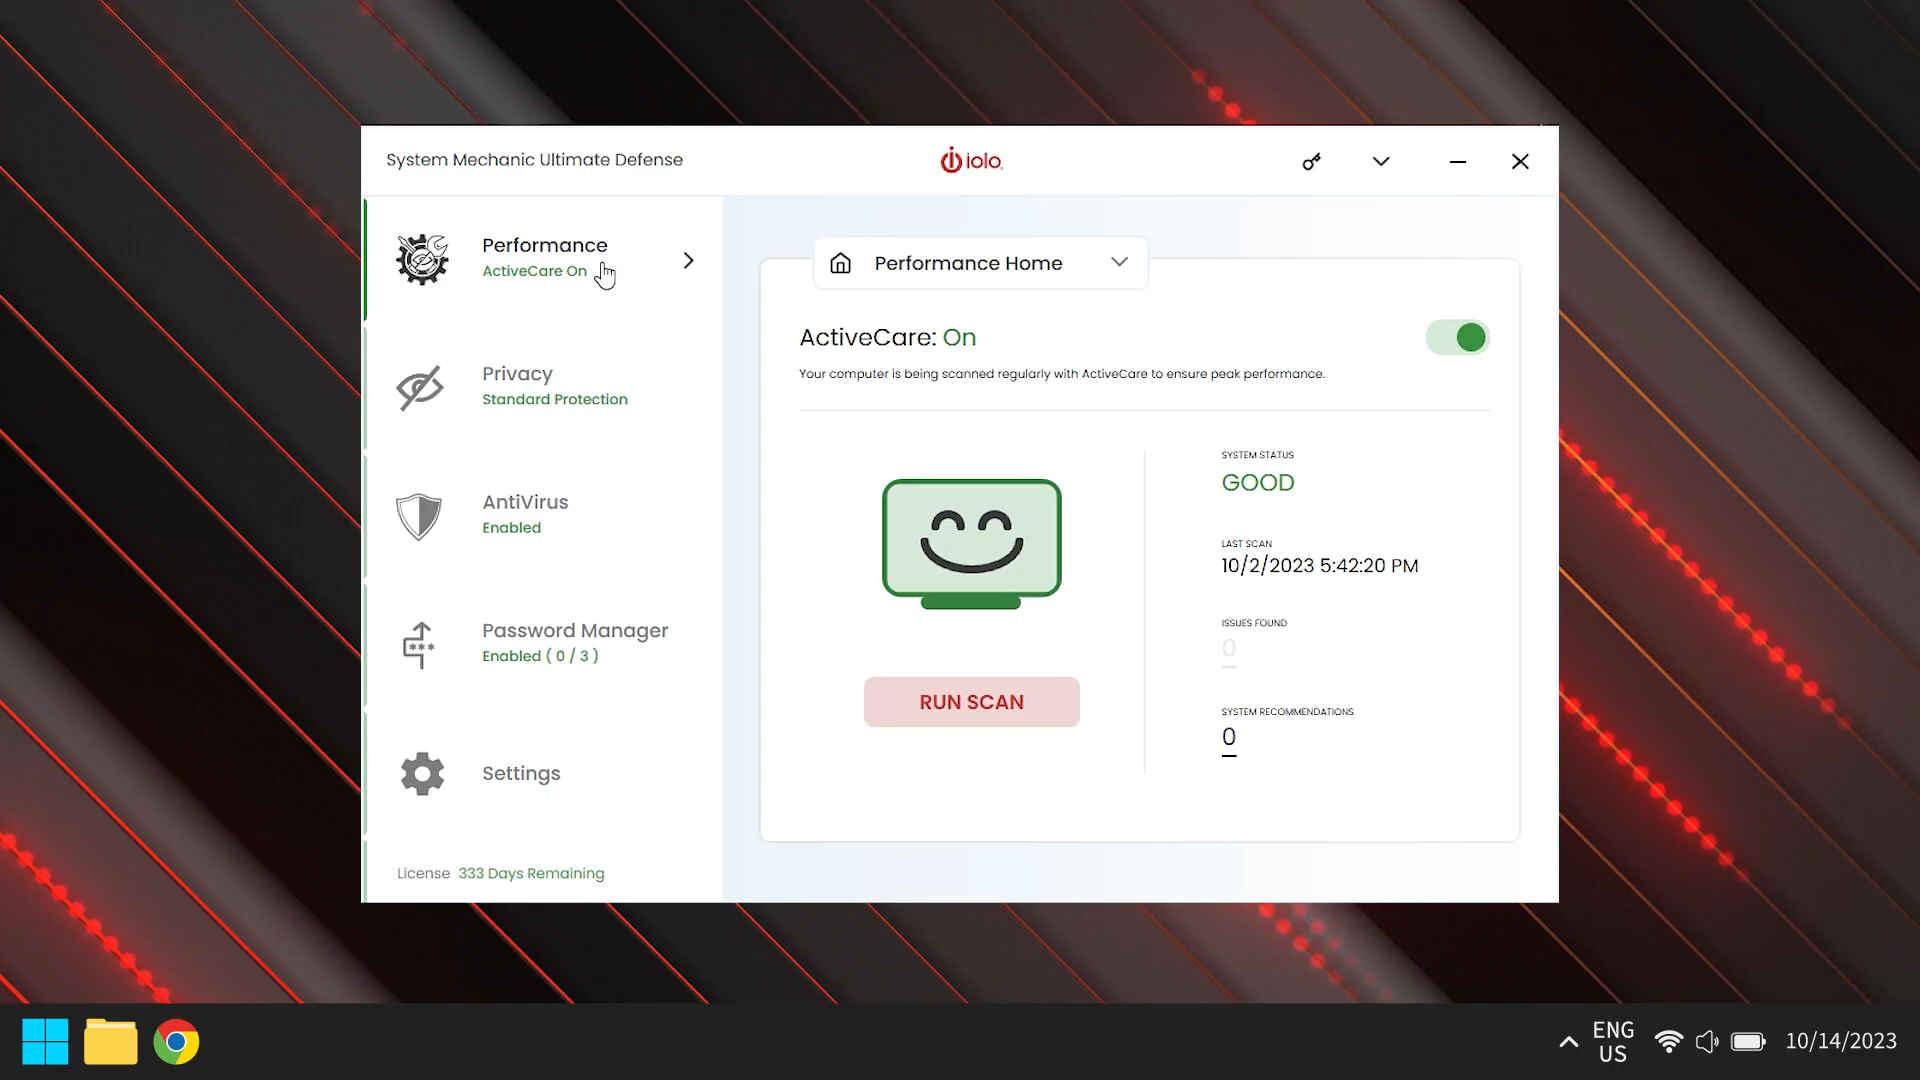 System Mechanic Ultimate Defense
iolo
Performance
ActiveCare On
Privacy
Standard Protection
AntiVirus
Enabled
Password Manager
Enabled ( 0 / 3 )
Settings
License 333 Days Remaining
Performance Home
ActiveCare: On
Your computer is being scanned regularly with ActiveCare to ensure peak performance.
RUN SCAN
SYSTEM STATUS
GOOD
LAST SCAN
10/2/2023 5:42:20 PM
ISSUES FOUND
0
SYSTEM RECOMMENDATIONS
0
ENG
US
10/14/2023